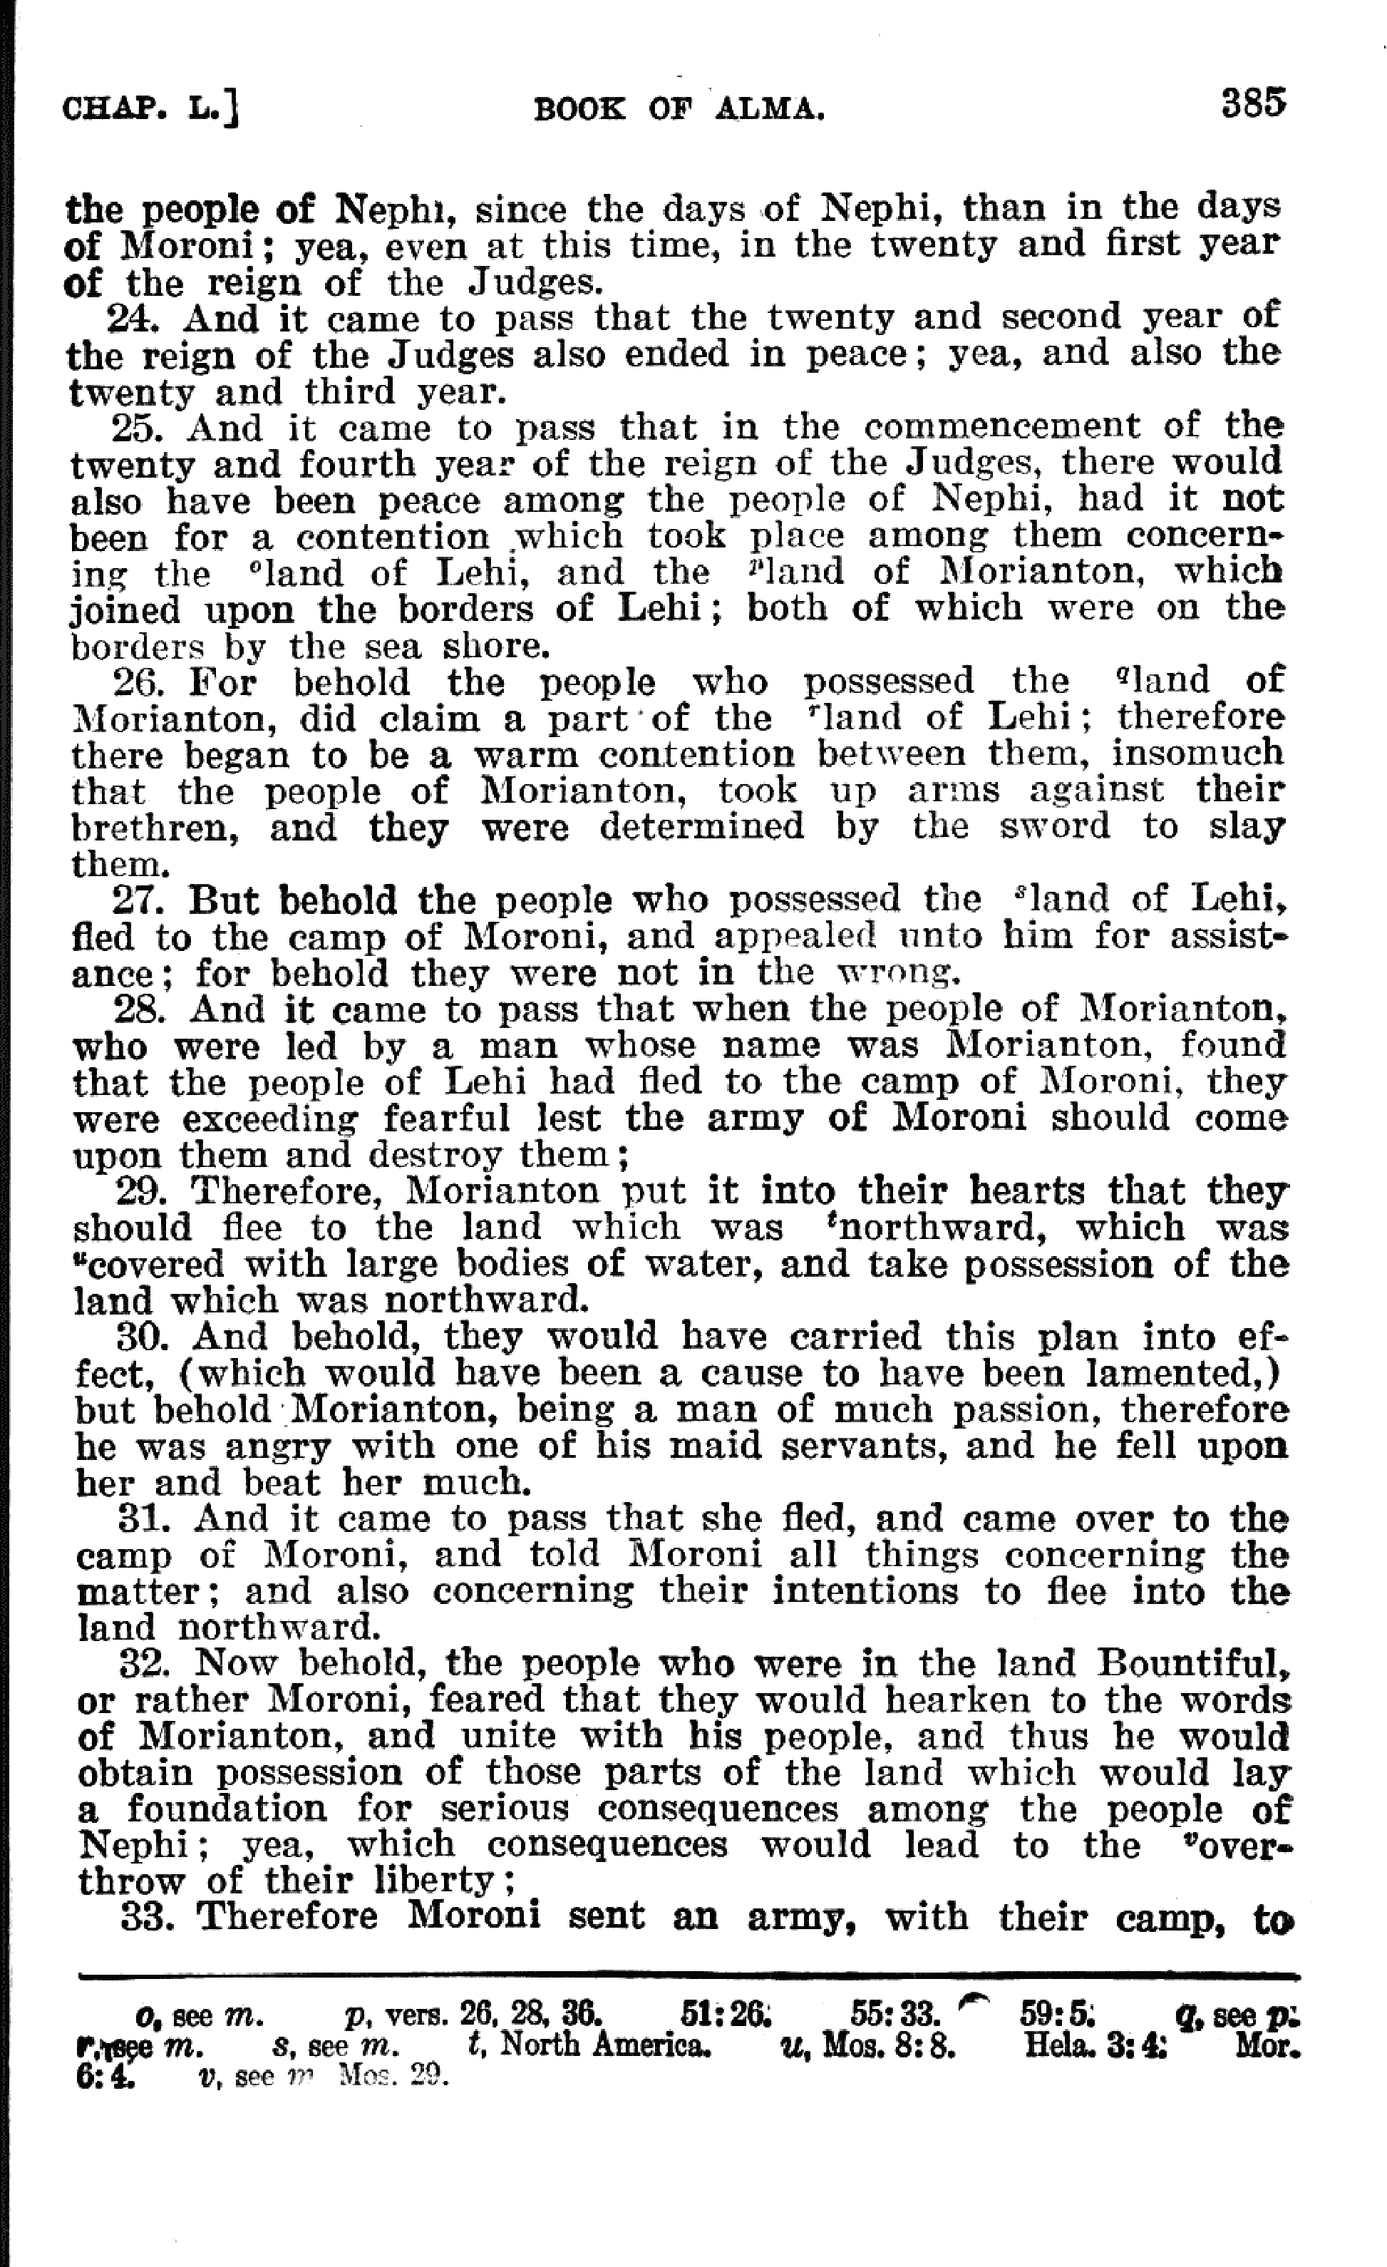 CHAP. L.] BOOK OF ALMA. 385
the people of Nephi, since the days of Nephi, than in the days
of Moroni; yea, even at this time, in the twenty and first year
of the reign of the Judges.
24. And it came to pass that the twenty and second year of
the reign of the Judges also ended in peace; yea, and also the
twenty and third year.
25. And it came to pass that in the commencement of the
twenty and fourth year of the reign of the Judges, there would
also have been peace among the people of Nephi, had it not
been for a contention which took place among them concern-
ing the ᵒland of Lehi, and the ᵖland of Morianton, which
joined upon the borders of Lehi; both of which were on the
borders by the sea shore.
26. For behold the people who possessed the qland of
Morianton, did claim a part of the ʳland of Lehi; therefore
there began to be a warm contention between them, insomuch
that the people of Morianton, took up arms against their
brethren, and they were determined by the sword to slay
them.
27. But behold the people who possessed the ˢland of Lehi,
fled to the camp of Moroni, and appealed unto him for assist-
ance; for behold they were not in the wrong.
28. And it came to pass that when the people of Morianton,
who were led by a man whose name was Morianton, found
that the people of Lehi had fled to the camp of Moroni, they
were exceeding fearful lest the army of Moroni should come
upon them and destroy them;
29. Therefore, Morianton put it into their hearts that they
should flee to the land which was ᵗnorthward, which was
ᵘcovered with large bodies of water, and take possession of the
land which was northward.
30. And behold, they would have carried this plan into ef-
fect, (which would have been a cause to have been lamented,)
but behold Morianton, being a man of much passion, therefore
he was angry with one of his maid servants, and he fell upon
her and beat her much.
31. And it came to pass that she fled, and came over to the
camp of Moroni, and told Moroni all things concerning the
matter; and also concerning their intentions to flee into the
land northward.
32. Now behold, the people who were in the land Bountiful,
or rather Moroni, feared that they would hearken to the words
of Morianton, and unite with his people, and thus he would
obtain possession of those parts of the land which would lay
a foundation for serious consequences among the people of
Nephi; yea, which consequences would lead to the ᵛover-
throw of their liberty;
33. Therefore Moroni sent an army, with their camp, to
o, see m. p, vers. 26, 28, 36. 51:26. 55:33. 59:5. q, see p.
r, see m. s, see m. t, North America. u, Mos. 8:8. Hela. 3:4. Mor.
6:4. v, see m Mos. 29.